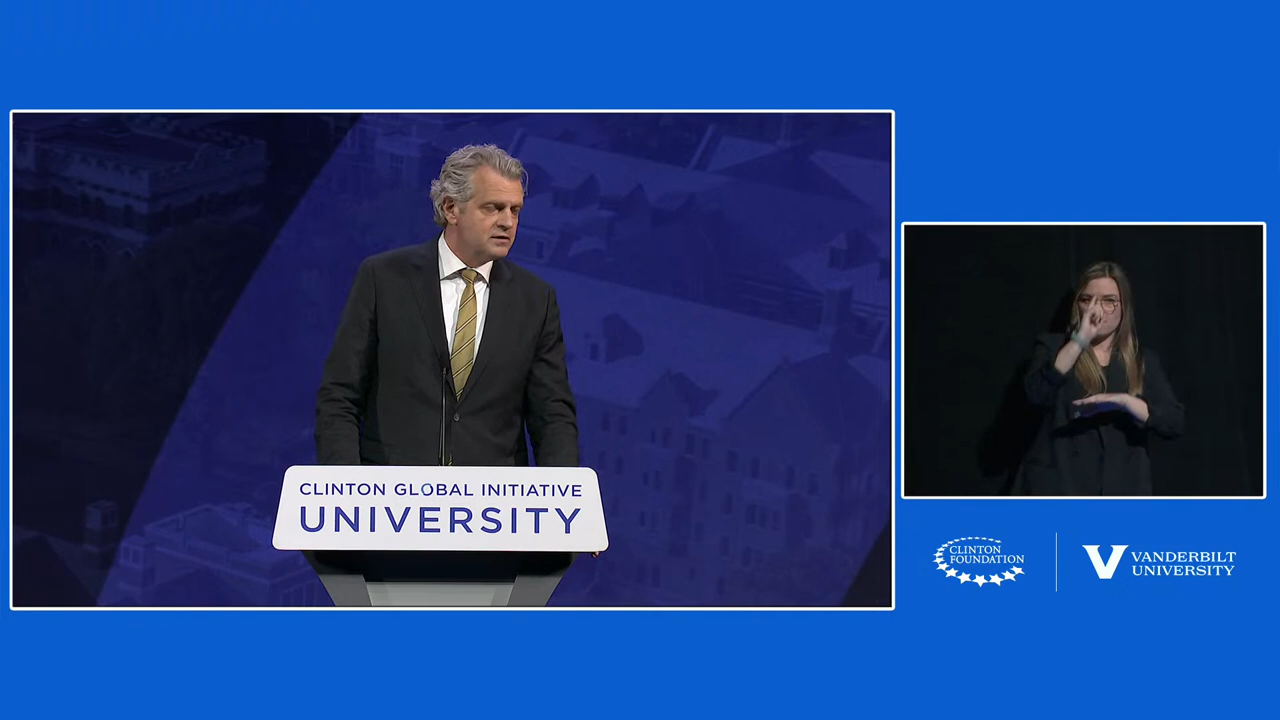 CLINTON GLOBAL INITIATIVE
UNIVERSITY
CLINTON
FOUNDATION
VANDERBILT
UNIVERSITY